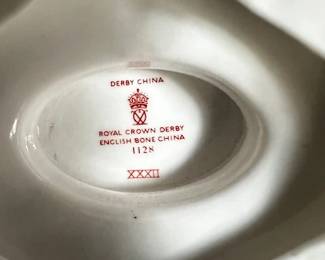 DERBY CHINA
ROYAL CROWN DERBY
ENGLISH BONE CHINA
1128
XXXII